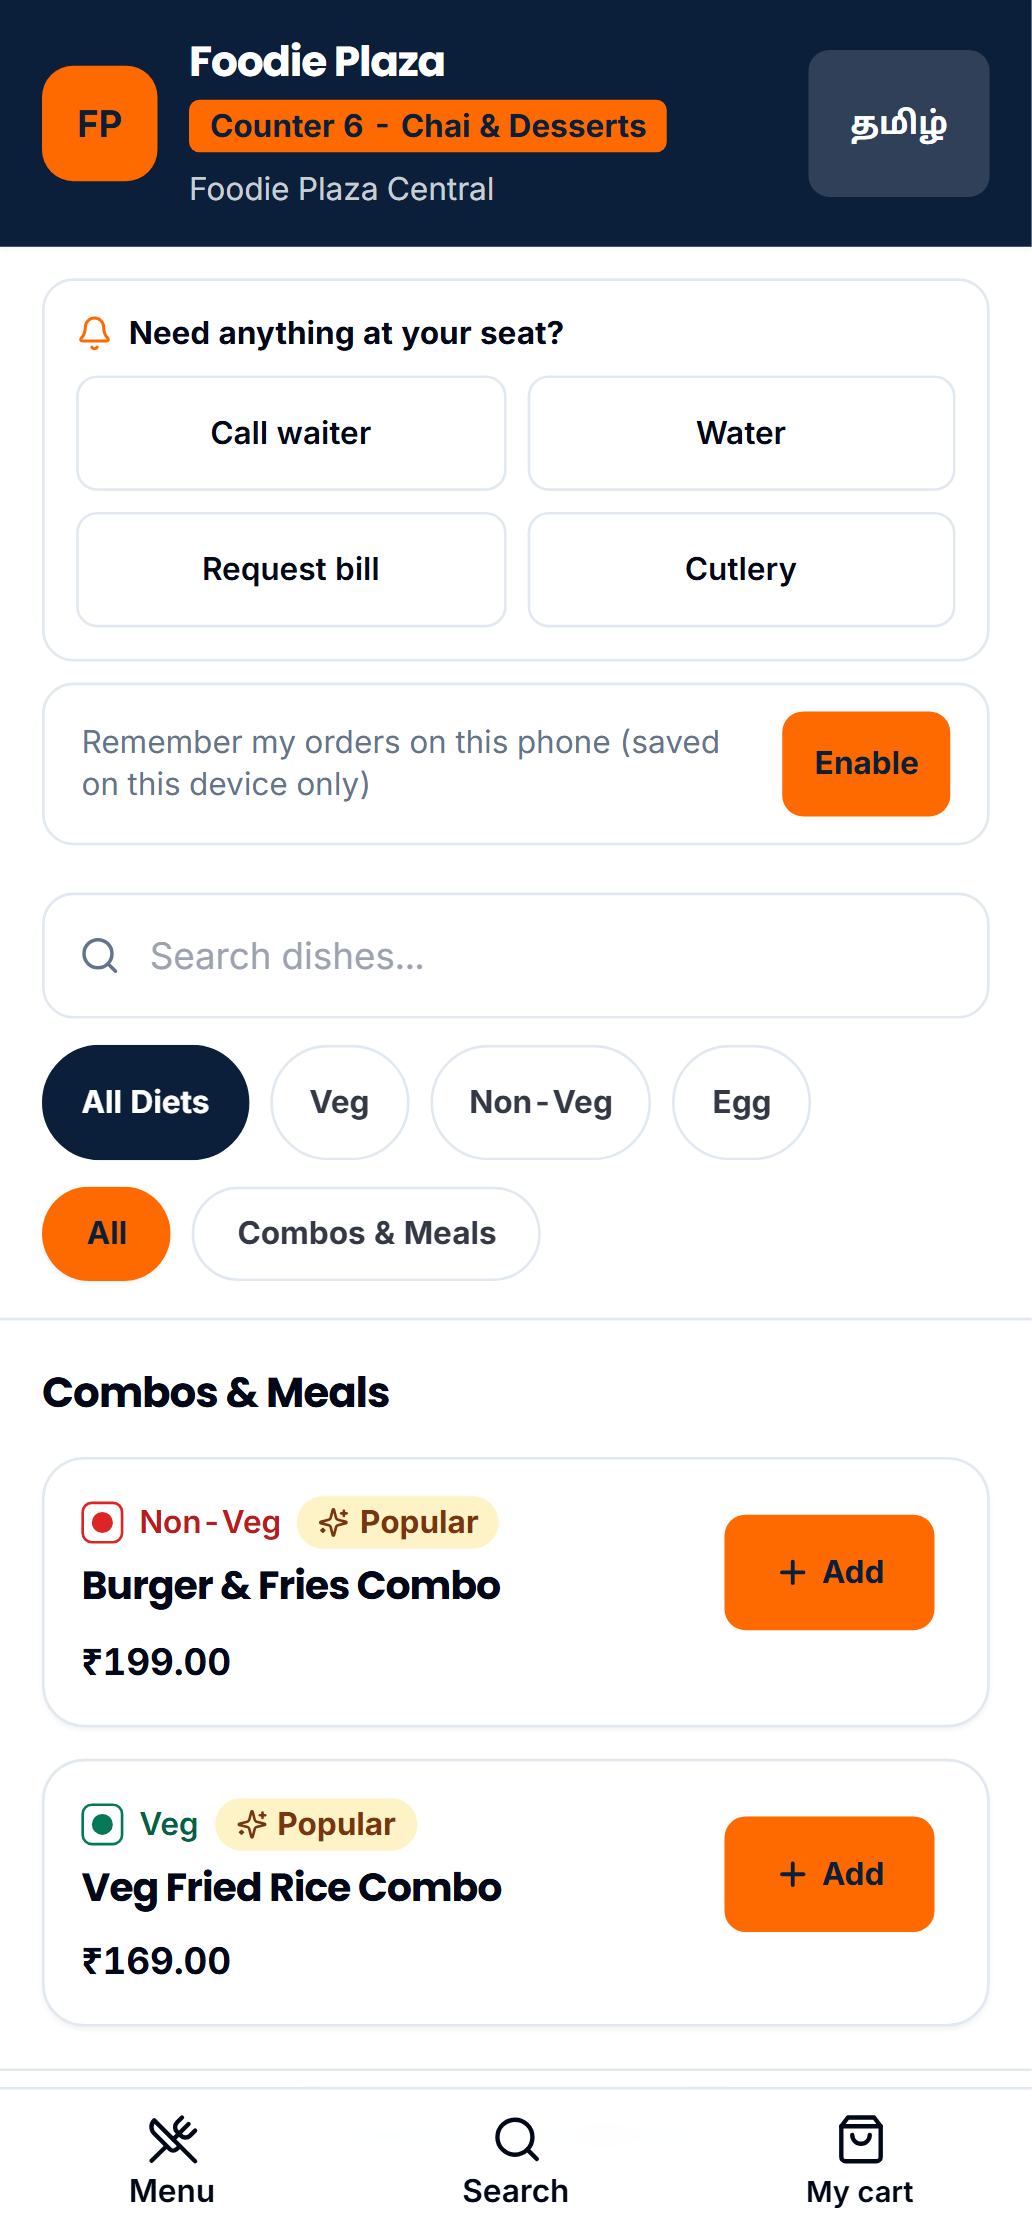 FP
Foodie Plaza
Counter 6 - Chai & Desserts
Foodie Plaza Central
தமிழ்
Need anything at your seat?
Call waiter
Water
Request bill
Cutlery
Remember my orders on this phone (saved
on this device only)
Enable
Search dishes...
All Diets
Veg
Non-Veg
Egg
All
Combos & Meals
Combos & Meals
Non-Veg
Popular
Burger & Fries Combo
₹199.00
+ Add
Veg
Popular
Veg Fried Rice Combo
₹169.00
+ Add
Menu
Search
My cart